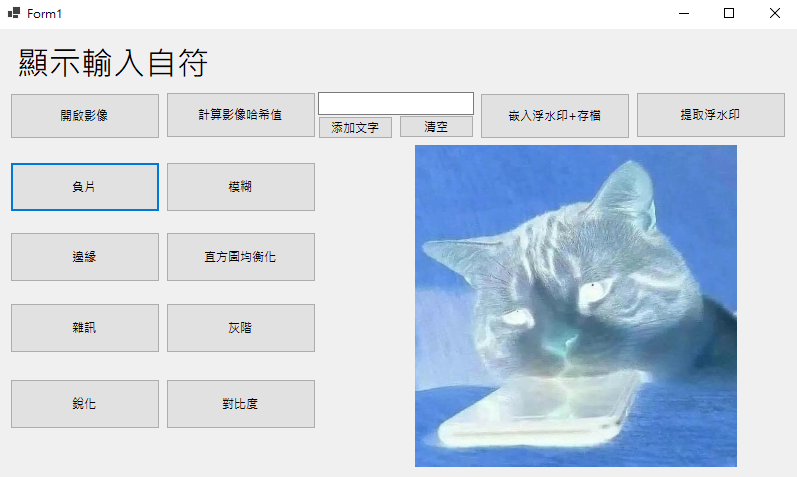 Form1
顯示輸入自符
開啟影像
計算影像哈希值
添加文字
清空
嵌入浮水印+存檔
提取浮水印
負片
模糊
邊緣
直方圖均衡化
雜訊
灰階
銳化
對比度